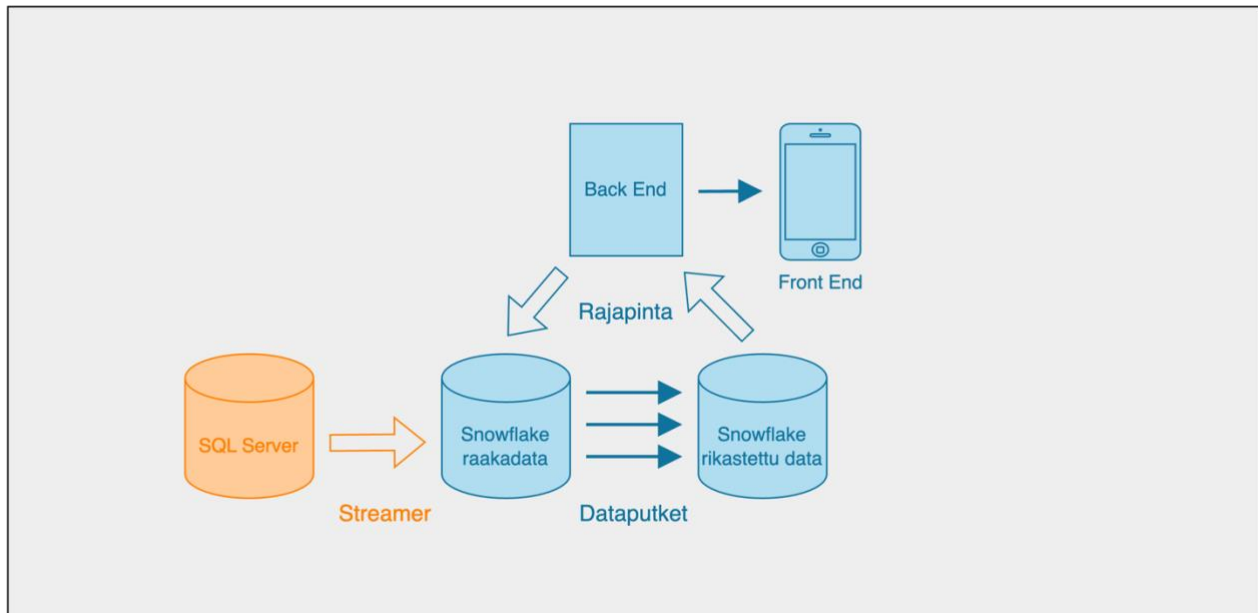 Back End
Front End
Rajapinta
SQL Server
Snowflake
raakadata
Snowflake
rikastettu data
Streamer
Dataputket